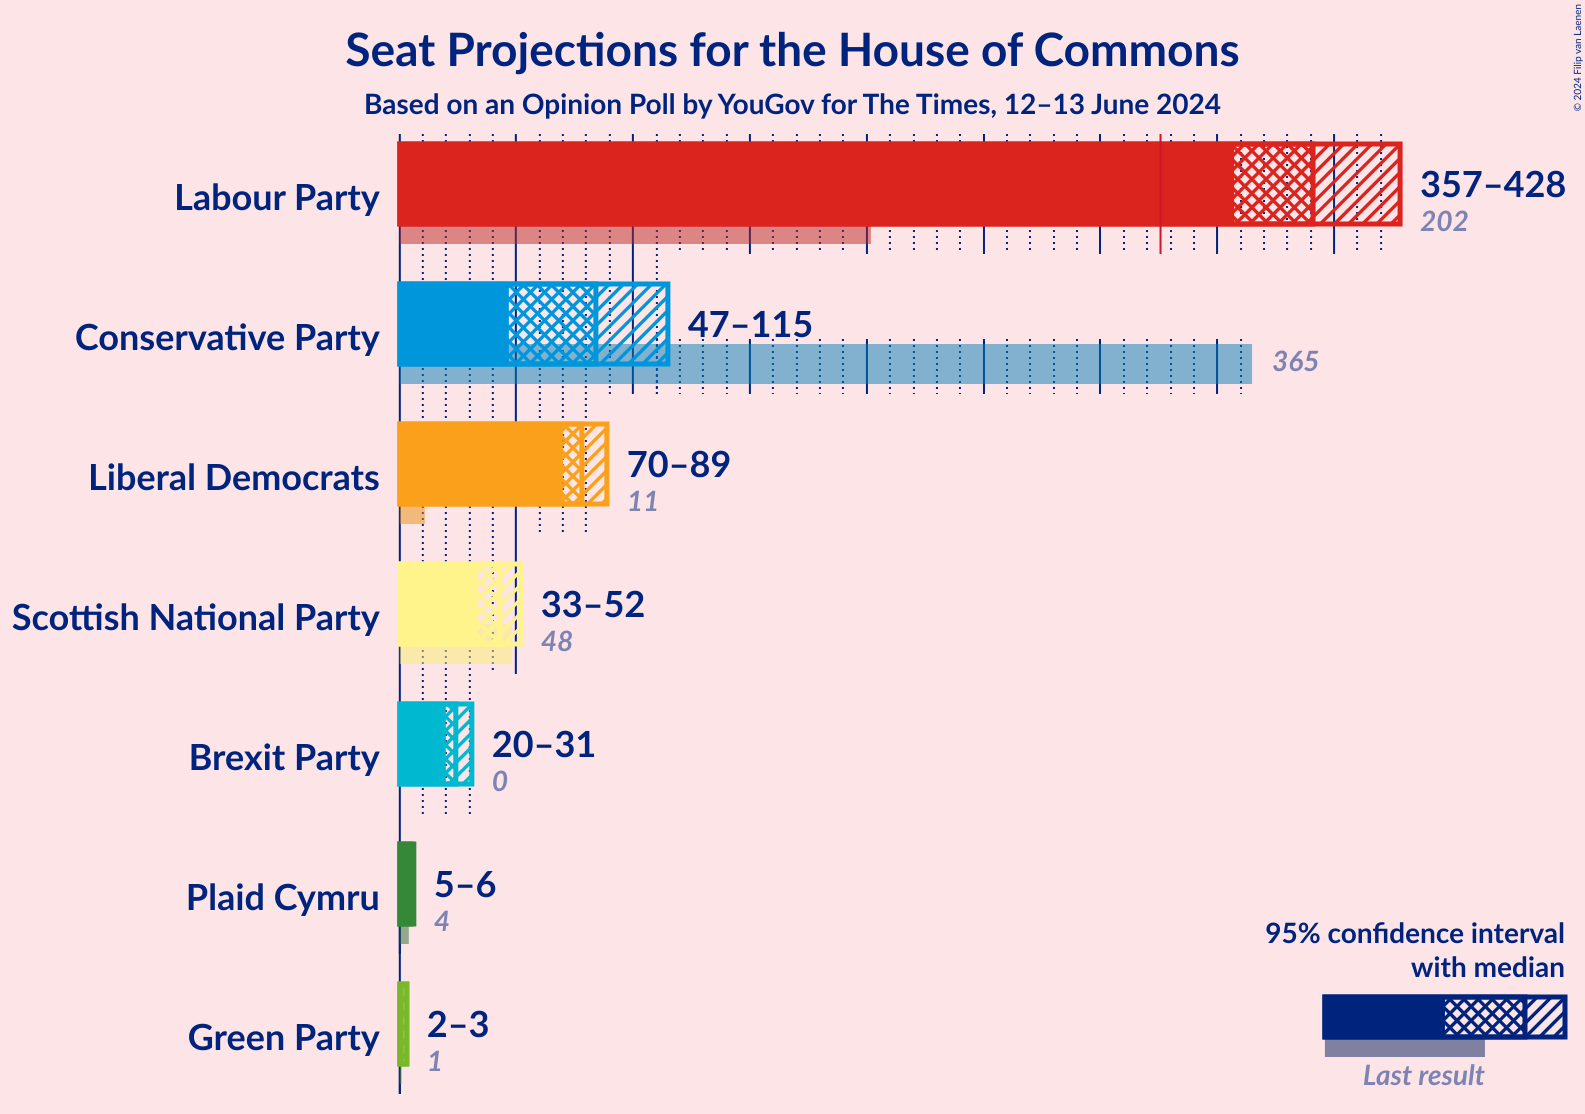 Seat Projections for the House of Commons
Based on an Opinion Poll by YouGov for The Times, 12–13 June 2024
© 2024 Filip van Laenen
Labour Party
357–428
202
Conservative Party
47–115
365
Liberal Democrats
70–89
11
Scottish National Party
33–52
48
Brexit Party
20–31
0
Plaid Cymru
5–6
4
Green Party
2–3
1
95% confidence interval
with median
Last result